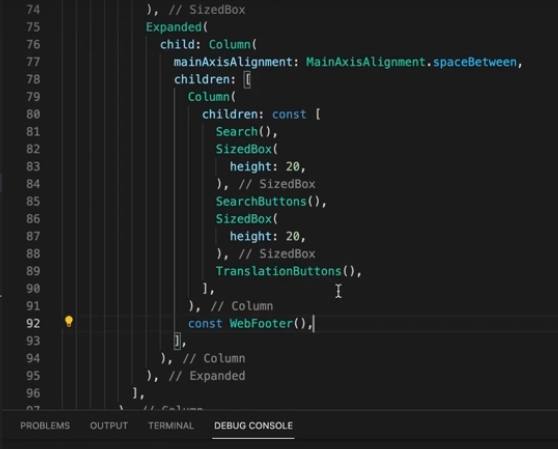 74 ), // SizedBox
75 Expanded(
76 child: Column(
77 mainAxisAlignment: MainAxisAlignment.spaceBetween,
78 children: [
79 Column(
80 children: const [
81 Search(),
82 SizedBox(
83 height: 20,
84 ), // SizedBox
85 SearchButtons(),
86 SizedBox(
87 height: 20,
88 ), // SizedBox
89 TranslationButtons(),
90 ],
91 ), // Column
92 const WebFooter(),
93 ],
94 ), // Column
95 ), // Expanded
96 ],
97 ), // Column
PROBLEMS OUTPUT TERMINAL DEBUG CONSOLE